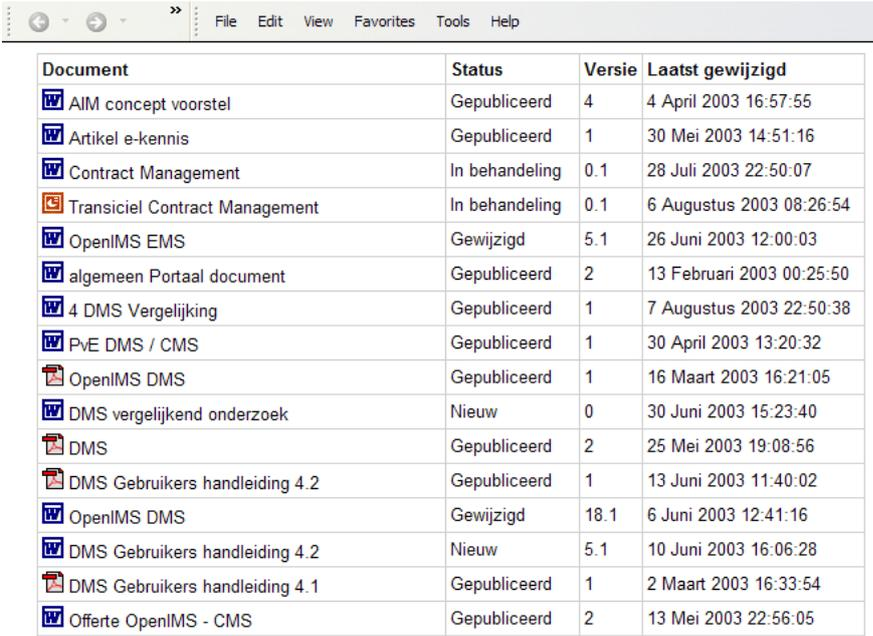 » File Edit View Favorites Tools Help
Document Status Versie Laatst gewijzigd
AIM concept voorstel Gepubliceerd 4 4 April 2003 16:57:55
Artikel e-kennis Gepubliceerd 1 30 Mei 2003 14:51:16
Contract Management In behandeling 0.1 28 Juli 2003 22:50:07
Transiciel Contract Management In behandeling 0.1 6 Augustus 2003 08:26:54
OpenIMS EMS Gewijzigd 5.1 26 Juni 2003 12:00:03
algemeen Portaal document Gepubliceerd 2 13 Februari 2003 00:25:50
4 DMS Vergelijking Gepubliceerd 1 7 Augustus 2003 22:50:38
PvE DMS / CMS Gepubliceerd 1 30 April 2003 13:20:32
OpenIMS DMS Gepubliceerd 1 16 Maart 2003 16:21:05
DMS vergelijkend onderzoek Nieuw 0 30 Juni 2003 15:23:40
DMS Gepubliceerd 2 25 Mei 2003 19:08:56
DMS Gebruikers handleiding 4.2 Gepubliceerd 1 13 Juni 2003 11:40:02
OpenIMS DMS Gewijzigd 18.1 6 Juni 2003 12:41:16
DMS Gebruikers handleiding 4.2 Nieuw 5.1 10 Juni 2003 16:06:28
DMS Gebruikers handleiding 4.1 Gepubliceerd 1 2 Maart 2003 16:33:54
Offerte OpenIMS - CMS Gepubliceerd 2 13 Mei 2003 22:56:05